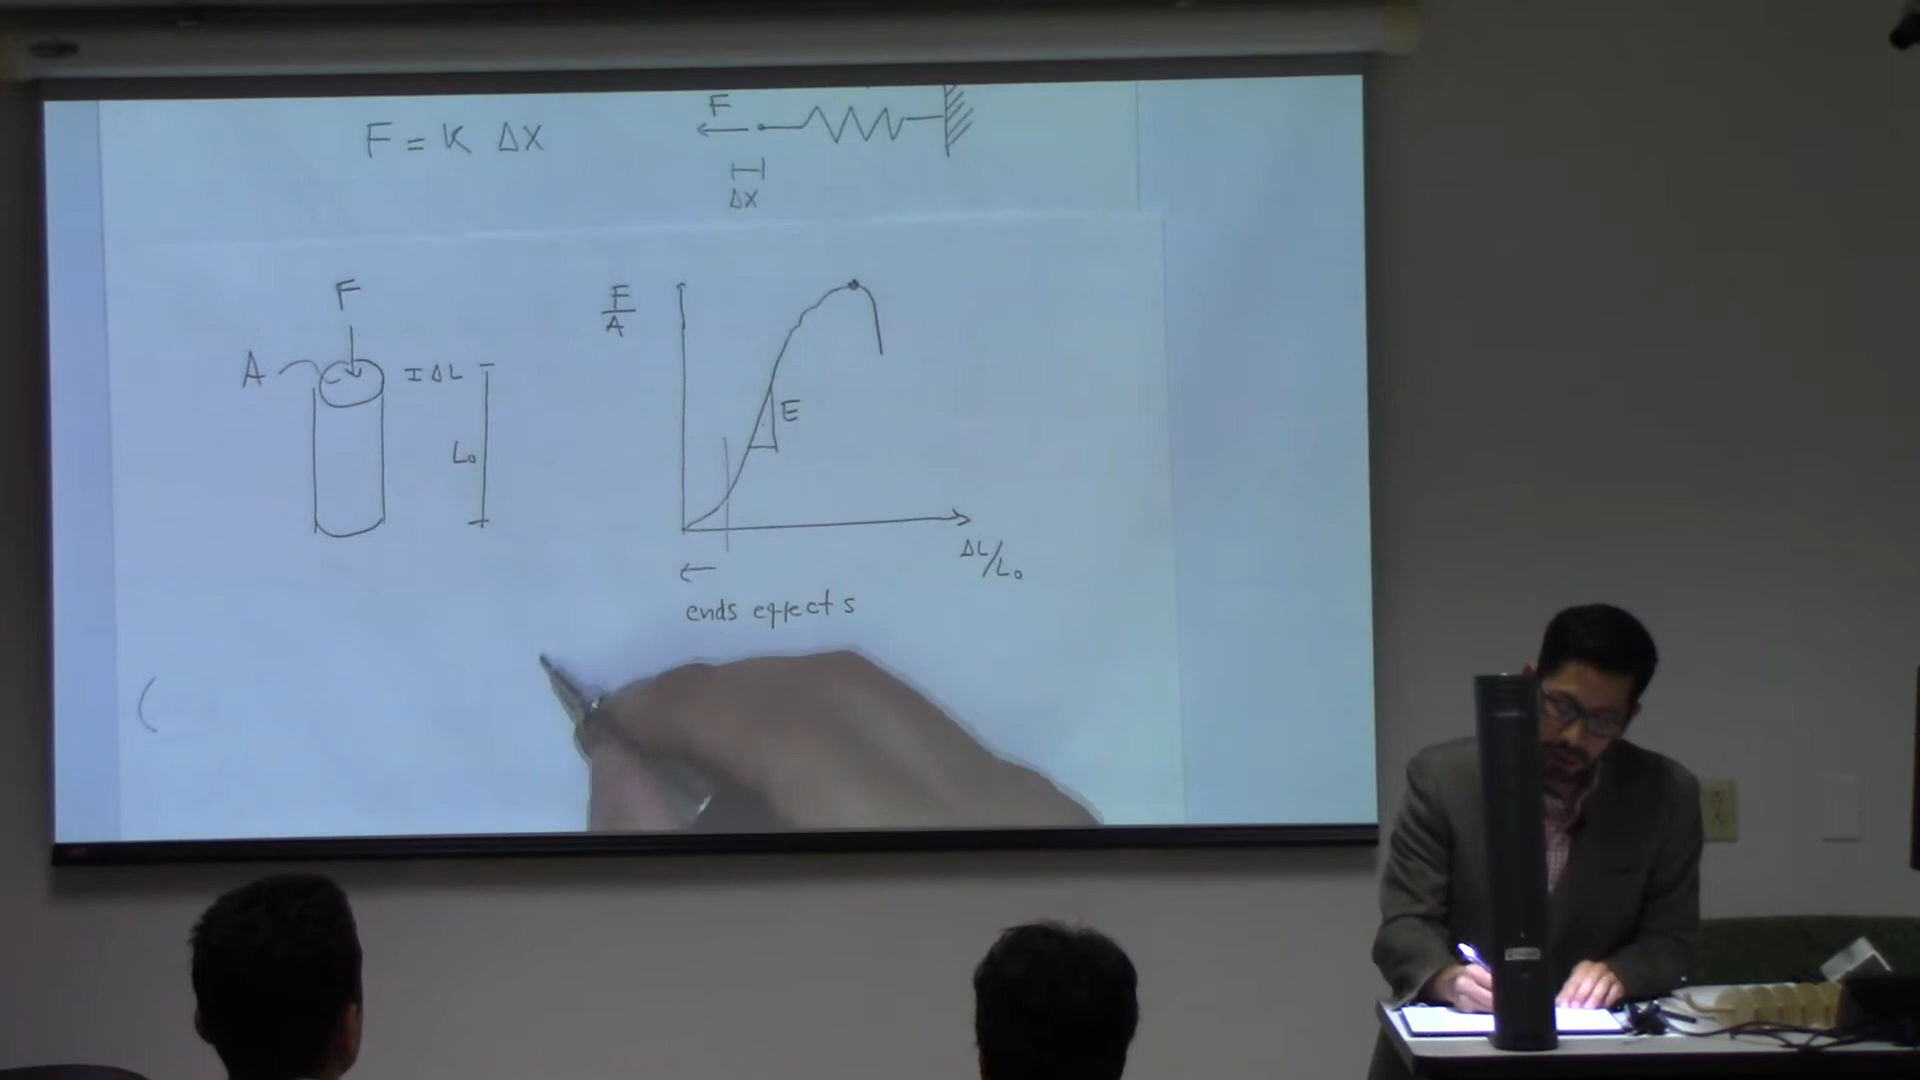 F = K ΔX
F
ΔX
F
A
I ΔL
L₀
F/A
E
ΔL/L₀
ends effects
(